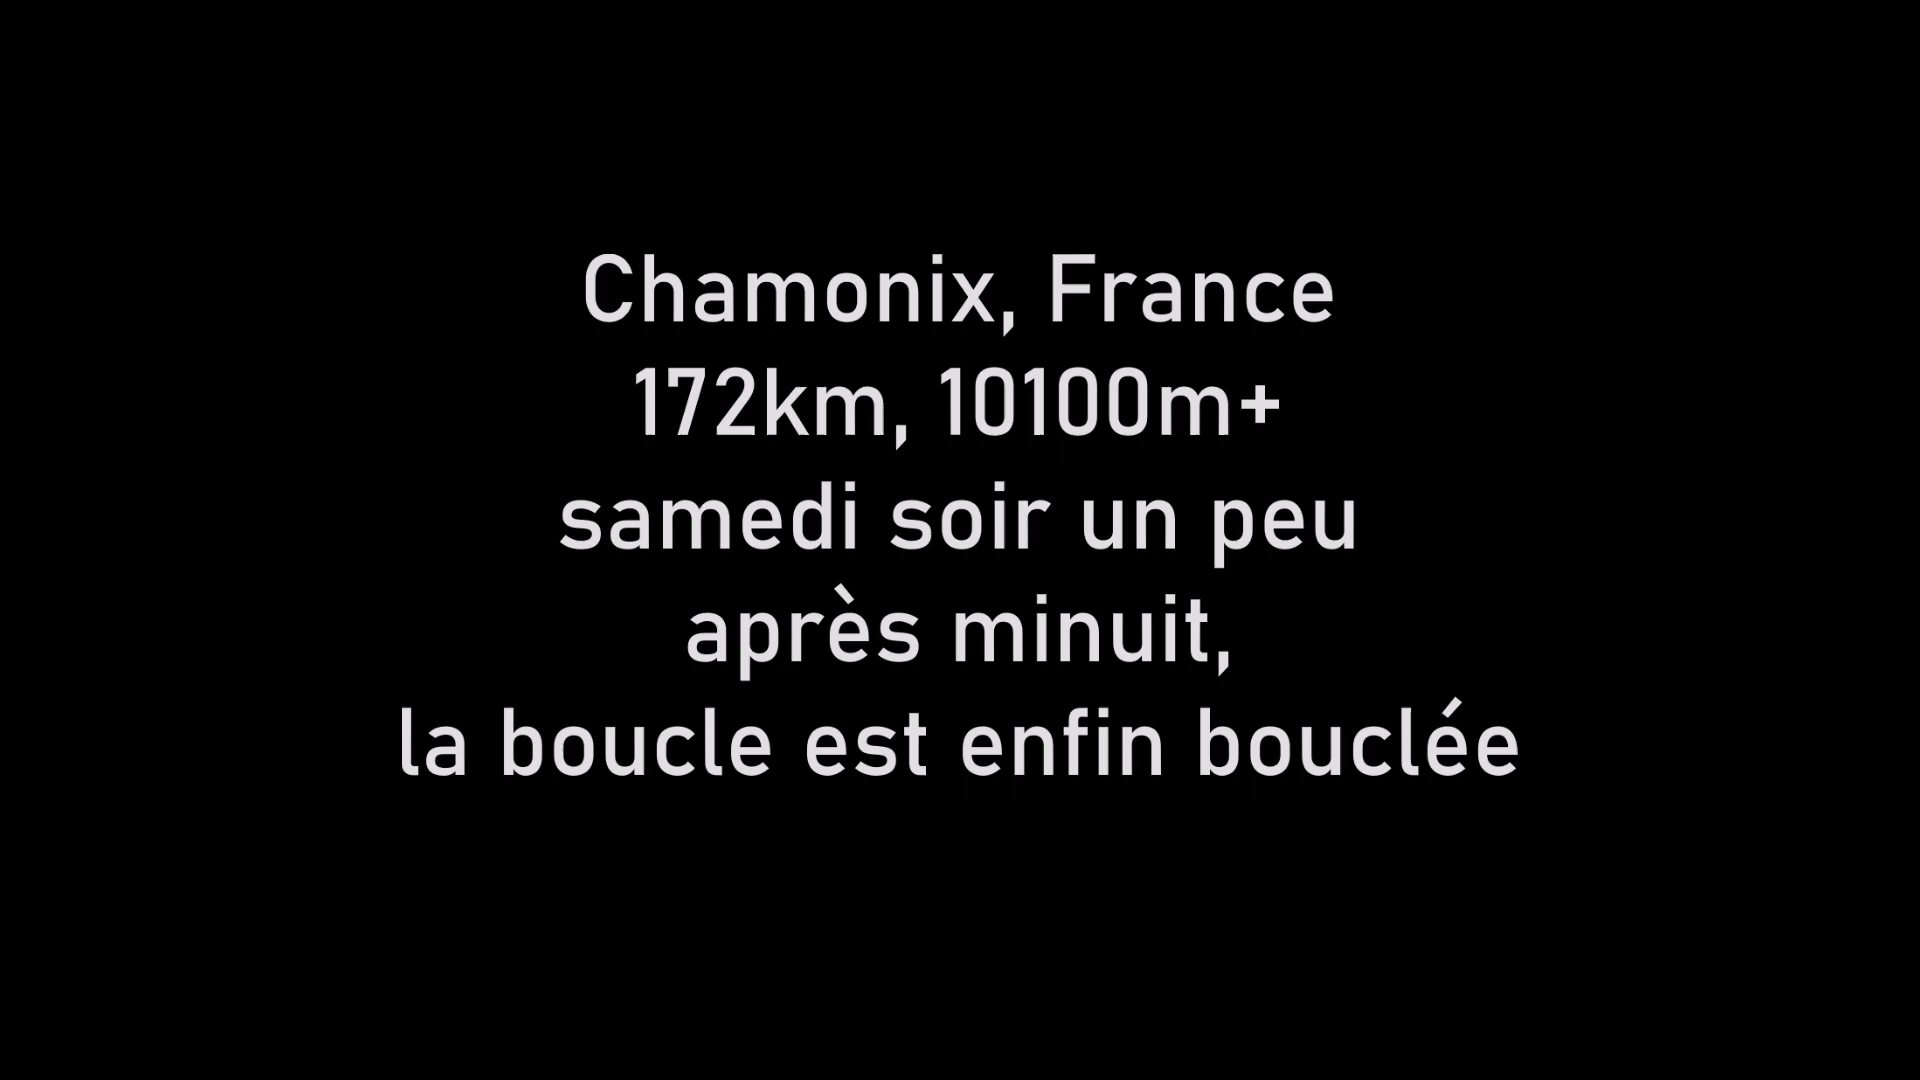 Chamonix, France
172km, 10100m+
samedi soir un peu
après minuit,
la boucle est enfin bouclée